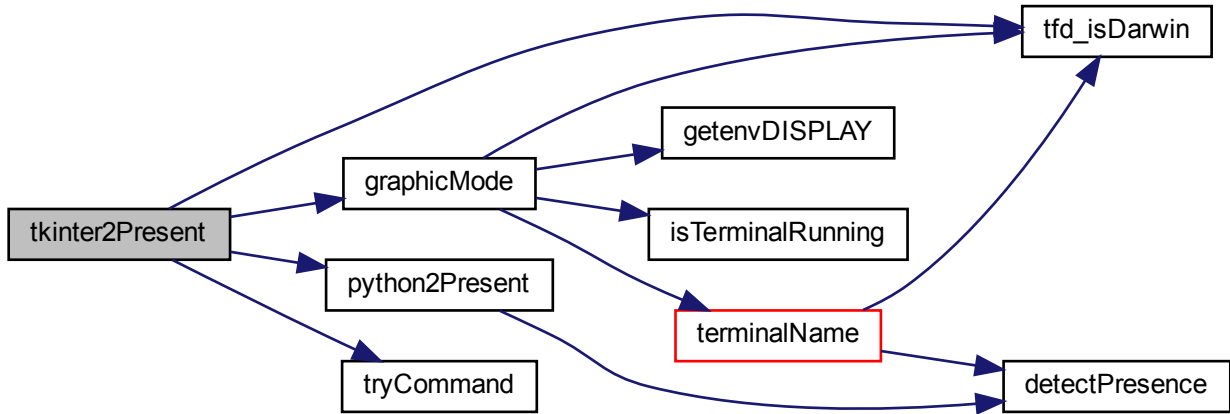 tkinter2Present
tfd_isDarwin
graphicMode
getenvDISPLAY
isTerminalRunning
python2Present
terminalName
tryCommand
detectPresence